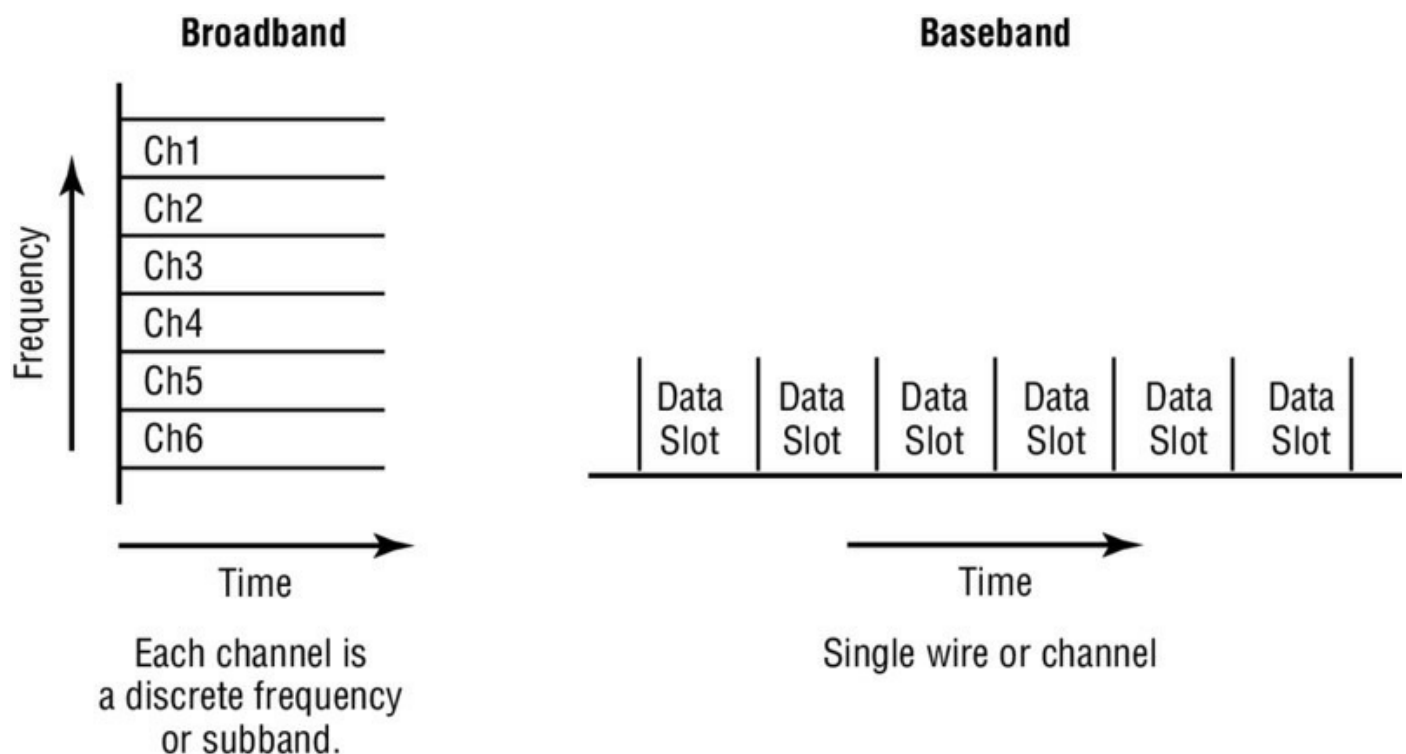 Broadband
Frequency
Ch1
Ch2
Ch3
Ch4
Ch5
Ch6
Time
Each channel is
a discrete frequency
or subband.
Baseband
Data Data Data Data Data Data
Slot Slot Slot Slot Slot Slot
Time
Single wire or channel